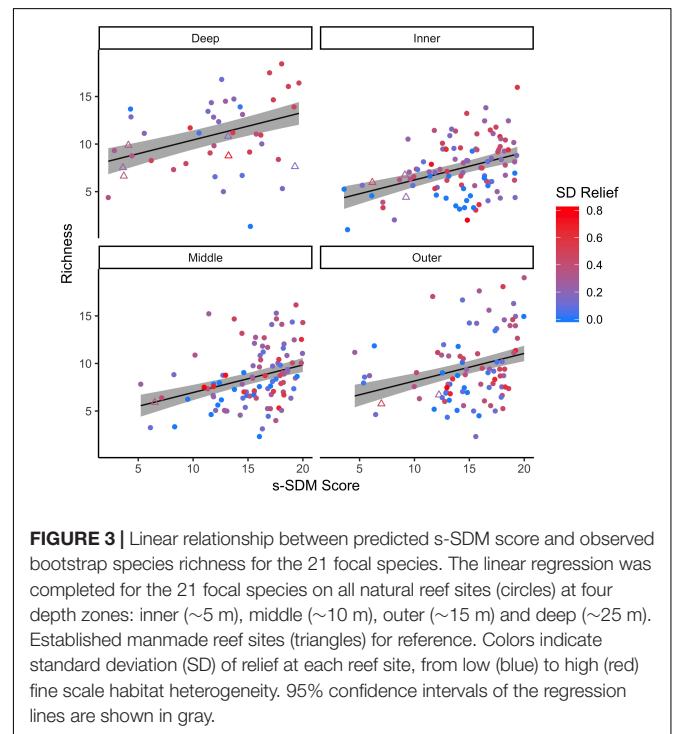 Deep
Inner
15
10
5
Middle
Outer
15
10
5
Richness
5
10
15
20
5
10
15
20
s-SDM Score
SD Relief
0.8
0.6
0.4
0.2
0.0
FIGURE 3 | Linear relationship between predicted s-SDM score and observed
bootstrap species richness for the 21 focal species. The linear regression was
completed for the 21 focal species on all natural reef sites (circles) at four
depth zones: inner (∼5 m), middle (∼10 m), outer (∼15 m) and deep (∼25 m).
Established manmade reef sites (triangles) for reference. Colors indicate
standard deviation (SD) of relief at each reef site, from low (blue) to high (red)
fine scale habitat heterogeneity. 95% confidence intervals of the regression
lines are shown in gray.